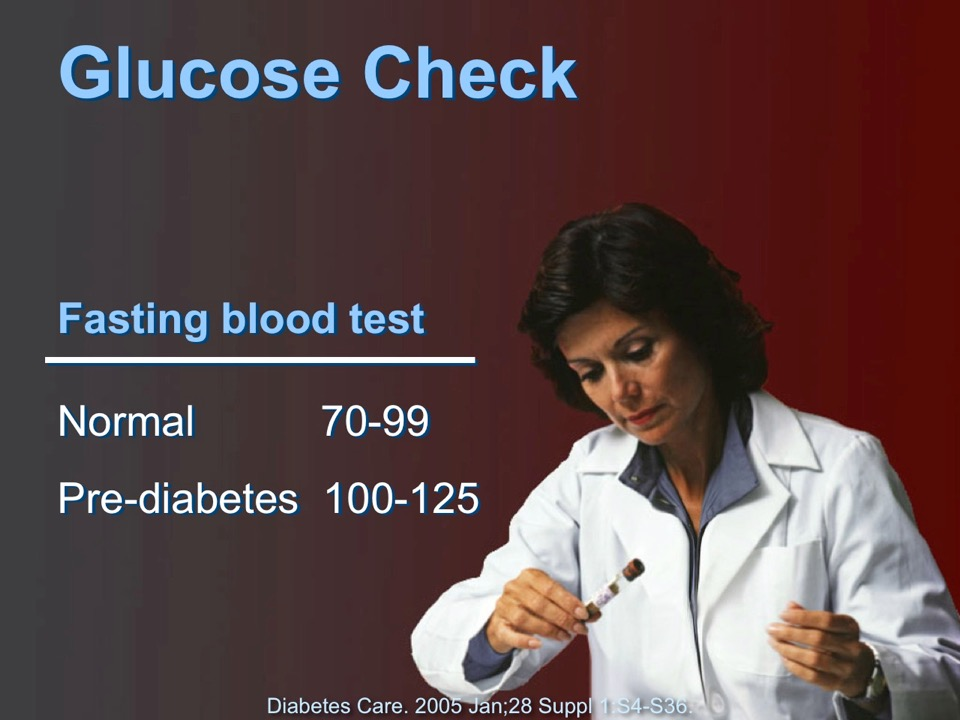 Glucose Check
Fasting blood test
Normal 70-99
Pre-diabetes 100-125
Diabetes Care. 2005 Jan;28 Suppl 1:S4-S36.